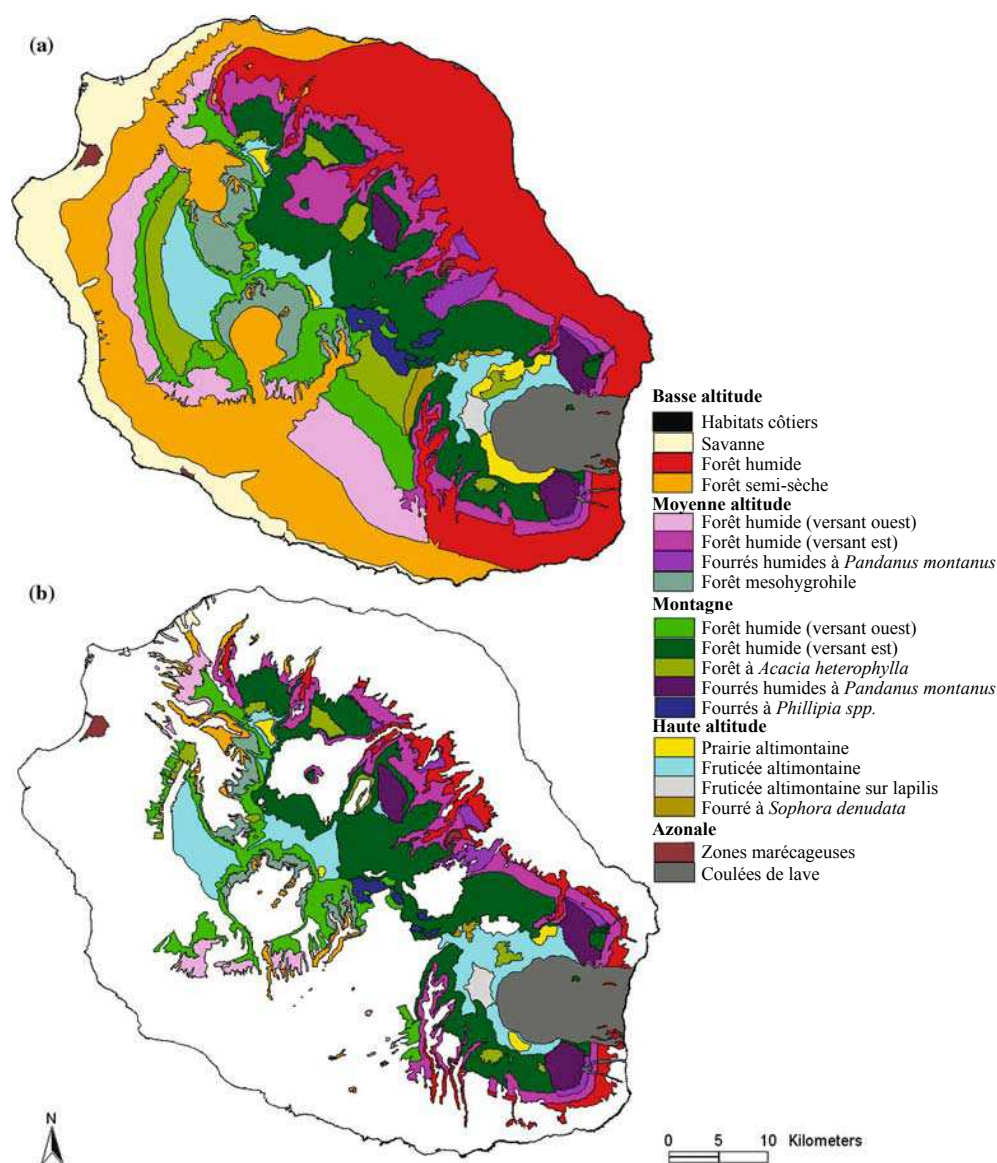 (a)
Basse altitude
Habitats côtiers
Savanne
Forêt humide
Forêt semi-sèche
Moyenne altitude
Forêt humide (versant ouest)
Forêt humide (versant est)
Fourrés humides à Pandanus montanus
Forêt mesohygrohile
(b)
Montagne
Forêt humide (versant ouest)
Forêt humide (versant est)
Forêt à Acacia heterophylla
Fourrés humides à Pandanus montanus
Fourrés à Phillipia spp.
Haute altitude
Prairie altimontaine
Fruticée altimontaine
Fruticée altimontaine sur lapilis
Fourré à Sophora denudata
Azonale
Zones marécageuses
Coulées de lave
N
0 5 10 Kilometers